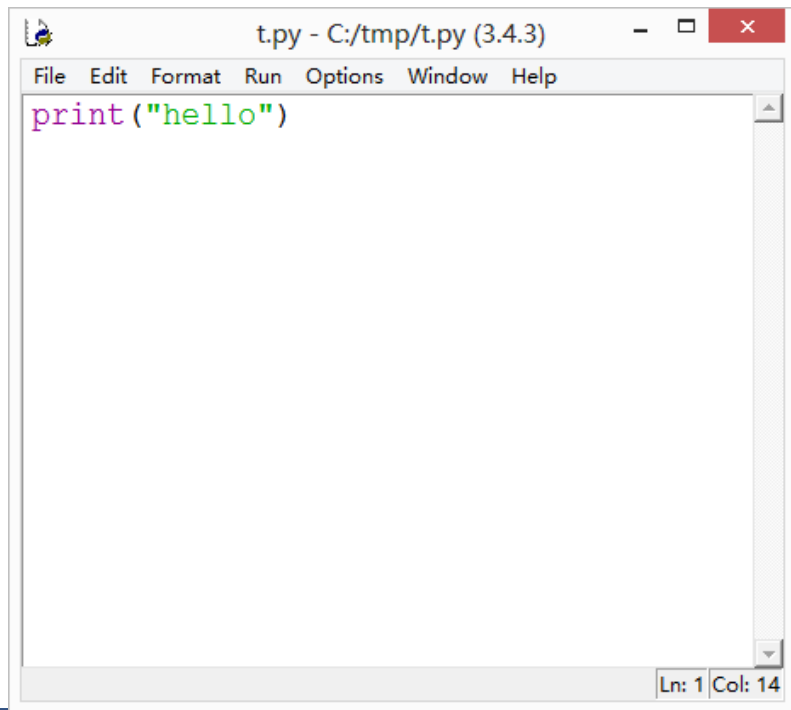 t.py - C:/tmp/t.py (3.4.3)
File Edit Format Run Options Window Help
print("hello")
Ln: 1 Col: 14